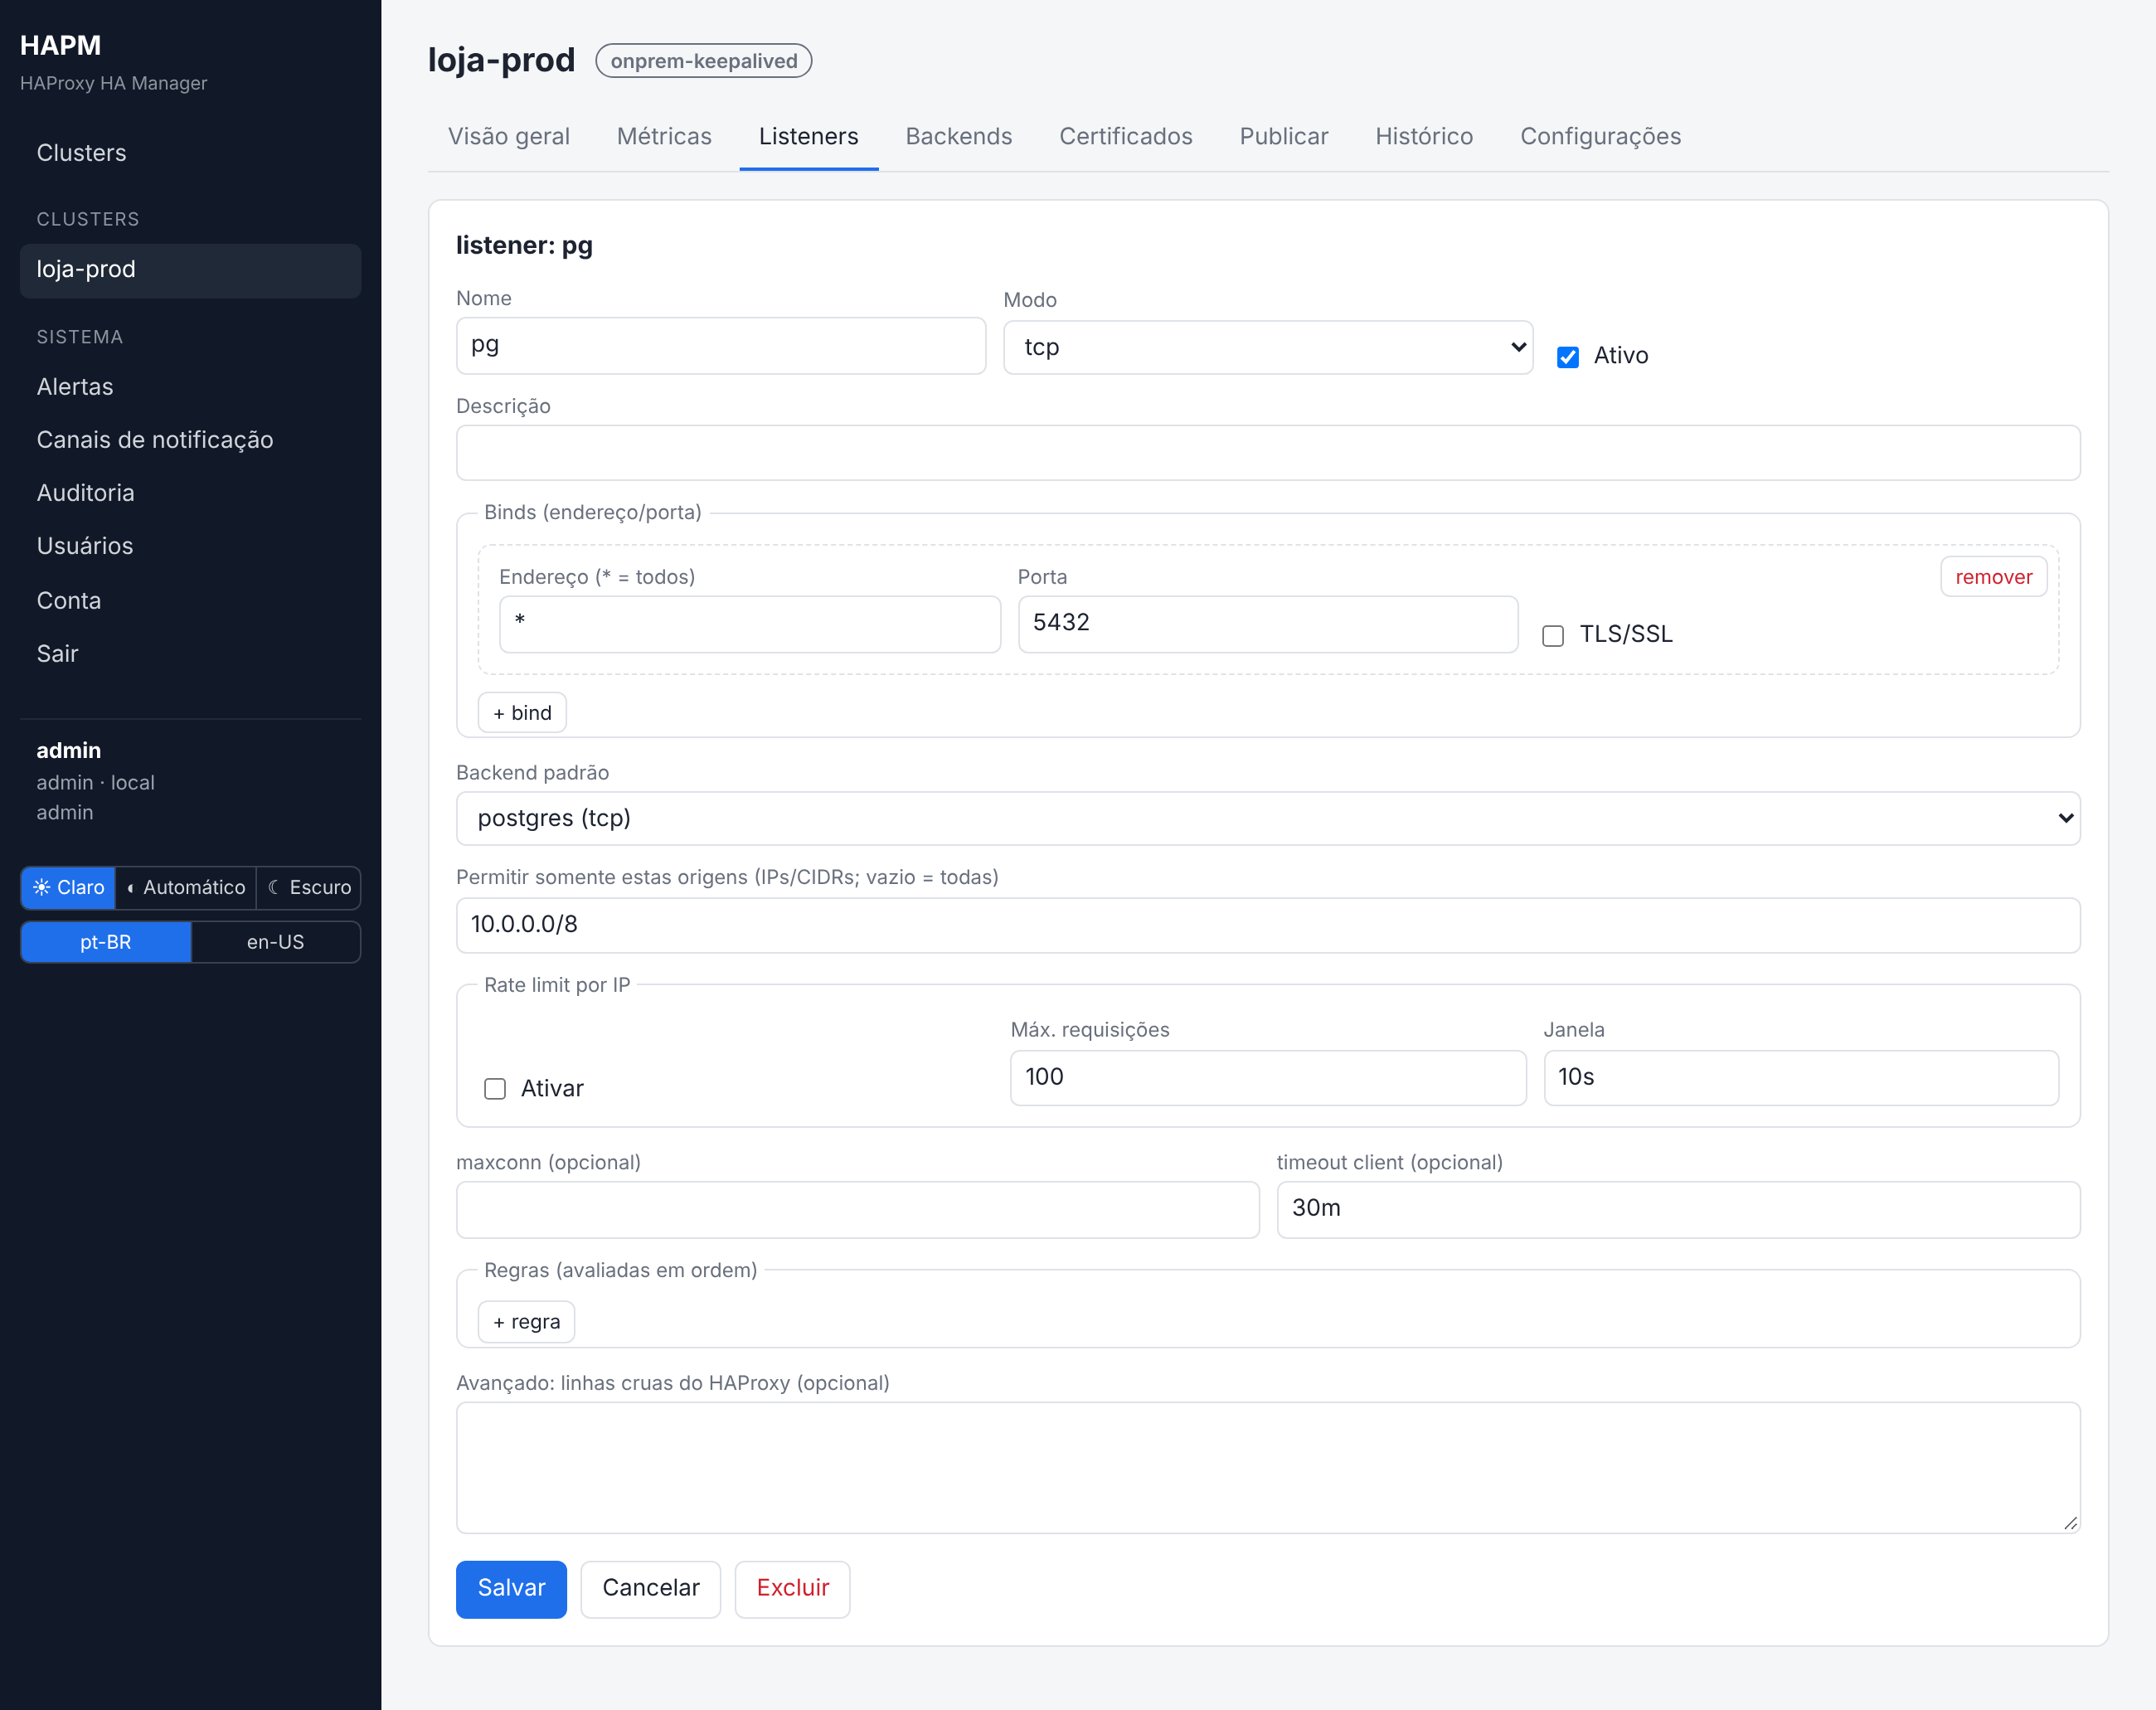 HAPM
HAProxy HA Manager
Clusters
CLUSTERS
loja-prod
SISTEMA
Alertas
Canais de notificação
Auditoria
Usuários
Conta
Sair
admin
admin · local
admin
Claro Automático Escuro
pt-BR en-US
loja-prod onprem-keepalived
Visão geral Métricas Listeners Backends Certificados Publicar Histórico Configurações
listener: pg
Nome Modo
pg tcp Ativo
Descrição
Binds (endereço/porta)
Endereço (* = todos) Porta remover
* 5432 TLS/SSL
+ bind
Backend padrão
postgres (tcp)
Permitir somente estas origens (IPs/CIDRs; vazio = todas)
10.0.0.0/8
Rate limit por IP
Máx. requisições Janela
Ativar 100 10s
maxconn (opcional) timeout client (opcional)
30m
Regras (avaliadas em ordem)
+ regra
Avançado: linhas cruas do HAProxy (opcional)
Salvar Cancelar Excluir